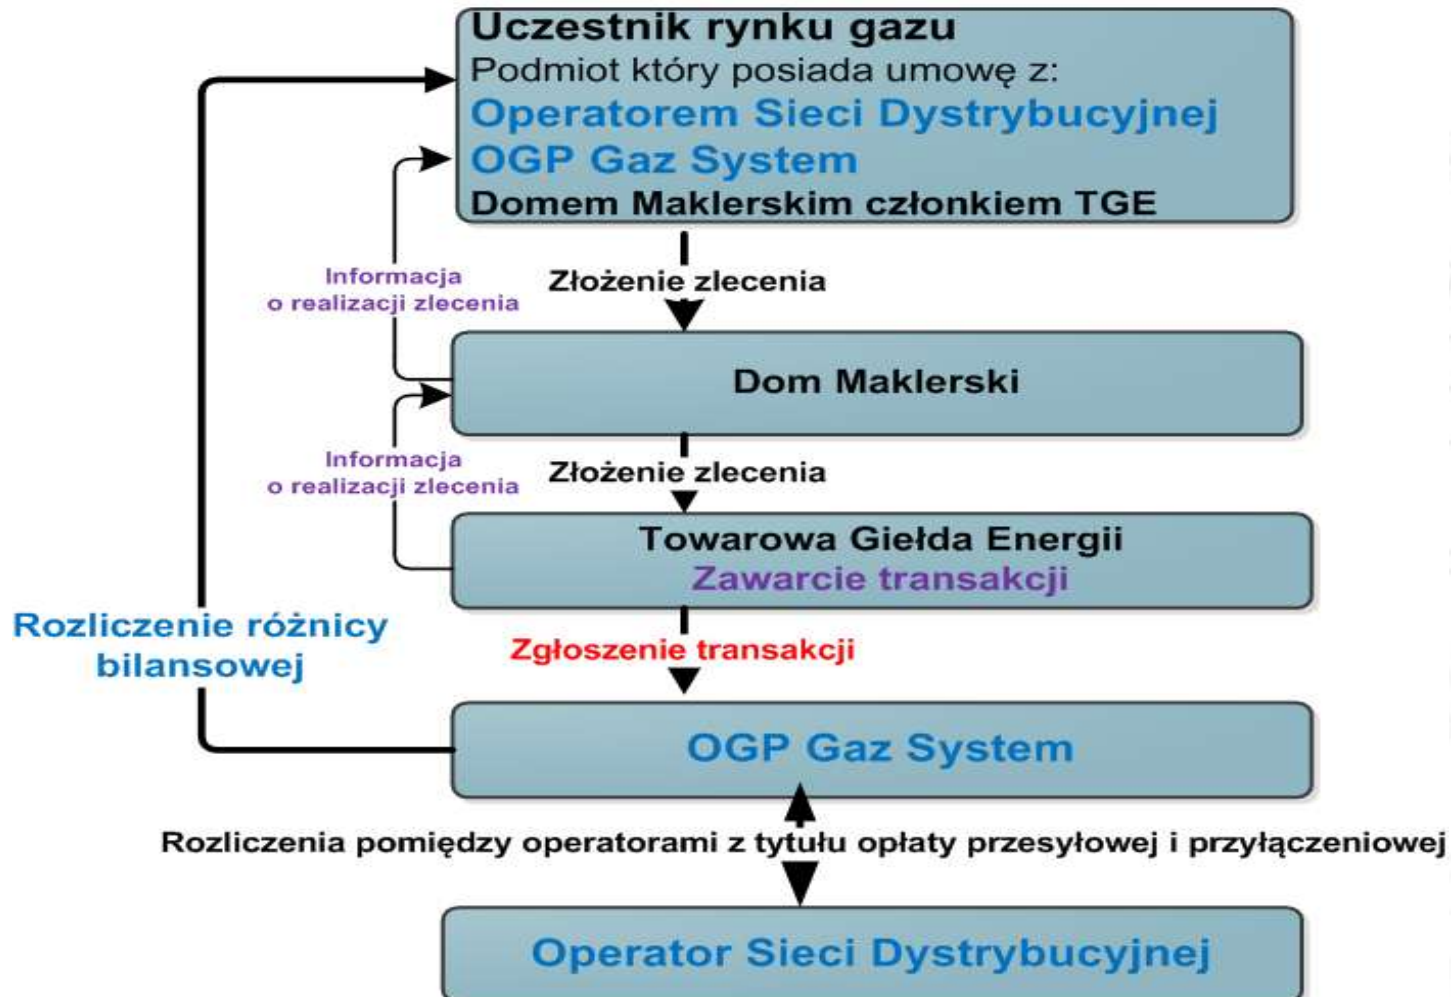 Uczestnik rynku gazu
Podmiot który posiada umowę z:
Operatorem Sieci Dystrybucyjnej
OGP Gaz System
Domem Maklerskim członkiem TGE
Informacja
o realizacji zlecenia
Złożenie zlecenia
Dom Maklerski
Informacja
o realizacji zlecenia
Złożenie zlecenia
Towarowa Giełda Energii
Zawarcie transakcji
Rozliczenie różnicy
bilansowej
Zgłoszenie transakcji
OGP Gaz System
Rozliczenia pomiędzy operatorami z tytułu opłaty przesyłowej i przyłączeniowej
Operator Sieci Dystrybucyjnej